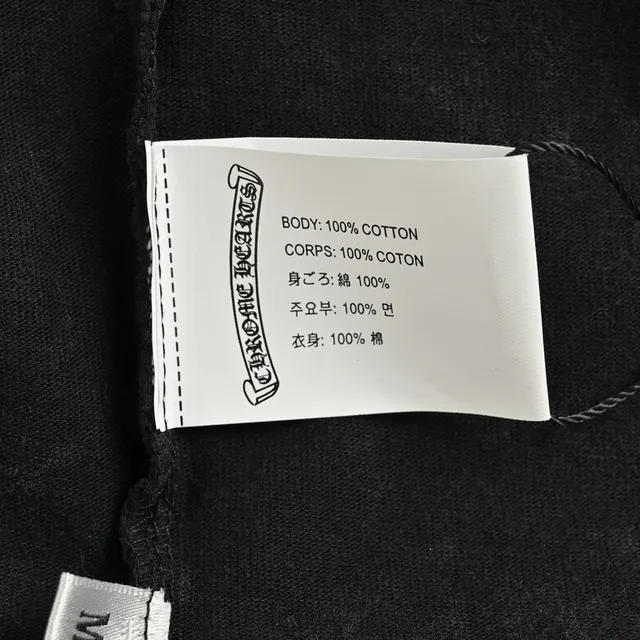 CHROME HEARTS
BODY: 100% COTTON
CORPS: 100% COTON
身ごろ: 綿 100%
주요부: 100% 면
衣身: 100% 棉
M